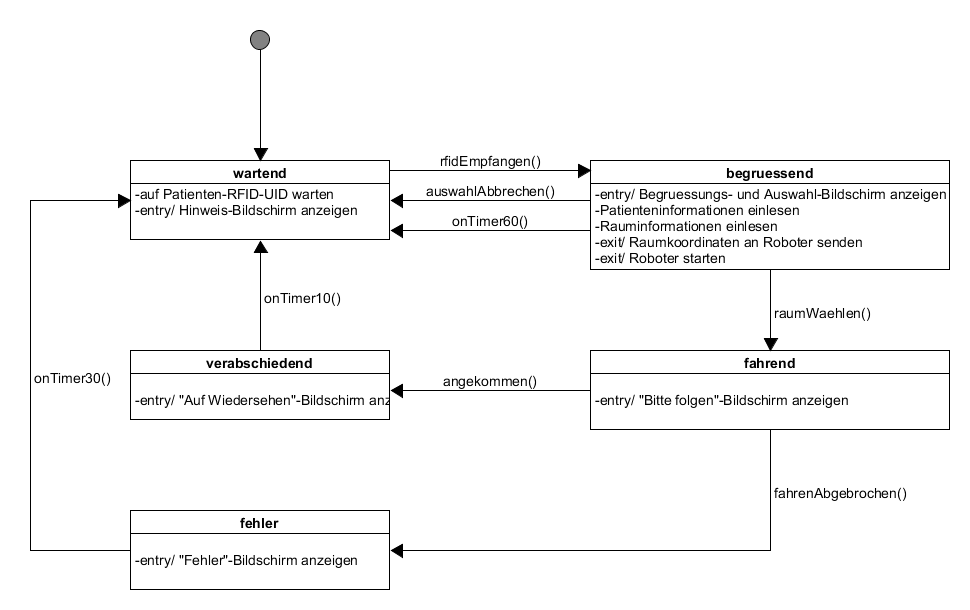 wartend
-auf Patienten-RFID-UID warten
-entry/ Hinweis-Bildschirm anzeigen
rfidEmpfangen()
auswahlAbbrechen()
onTimer60()
begruessend
-entry/ Begruessungs- und Auswahl-Bildschirm anzeigen
-Patienteninformationen einlesen
-Rauminformationen einlesen
-exit/ Raumkoordinaten an Roboter senden
-exit/ Roboter starten
onTimer10()
raumWaehlen()
onTimer30()
verabschiedend
-entry/ "Auf Wiedersehen"-Bildschirm anz
angekommen()
fahrend
-entry/ "Bitte folgen"-Bildschirm anzeigen
fahrenAbgebrochen()
fehler
-entry/ "Fehler"-Bildschirm anzeigen